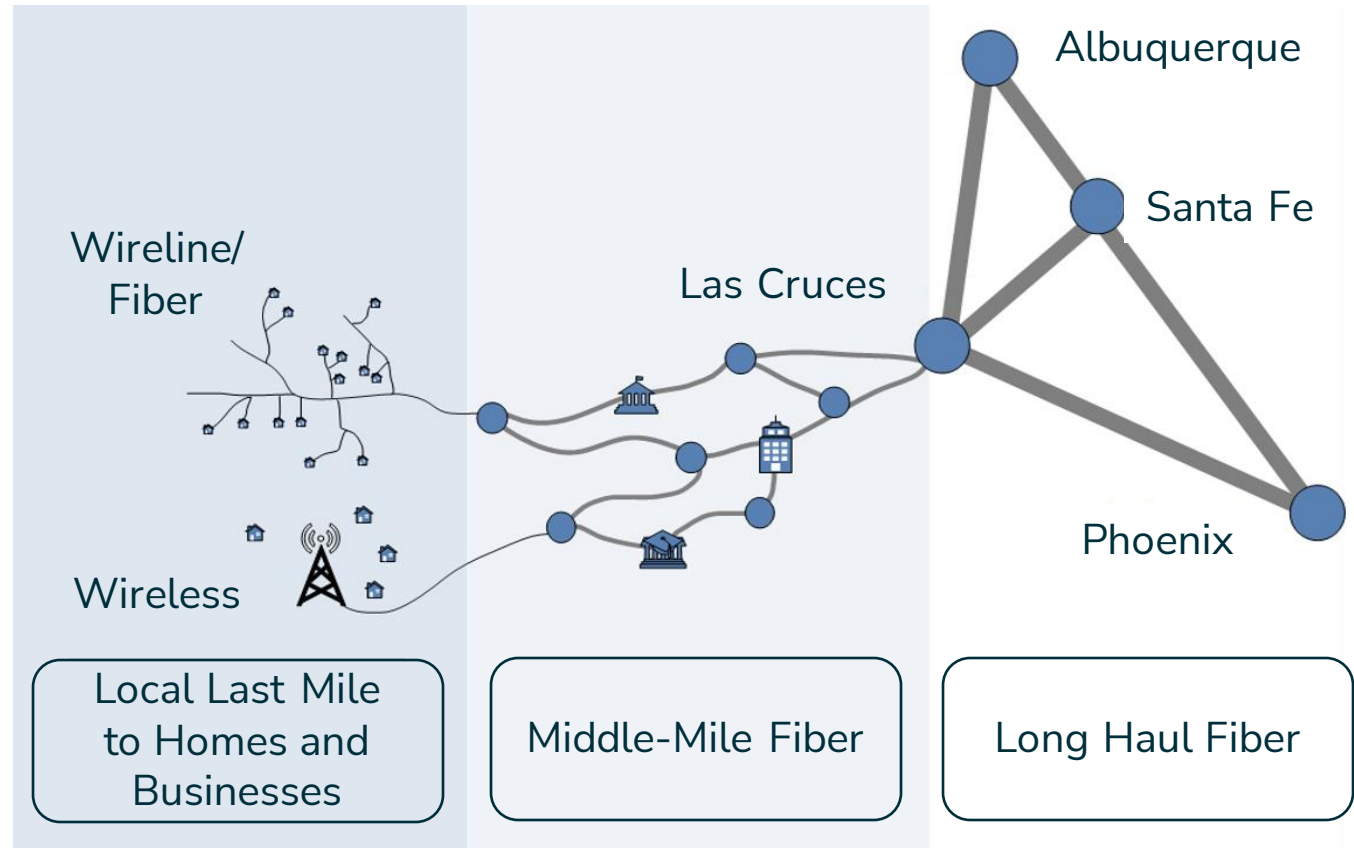 Albuquerque
Santa Fe
Wireline/
Fiber
Las Cruces
Phoenix
Wireless
Local Last Mile
to Homes and
Businesses
Middle-Mile Fiber
Long Haul Fiber